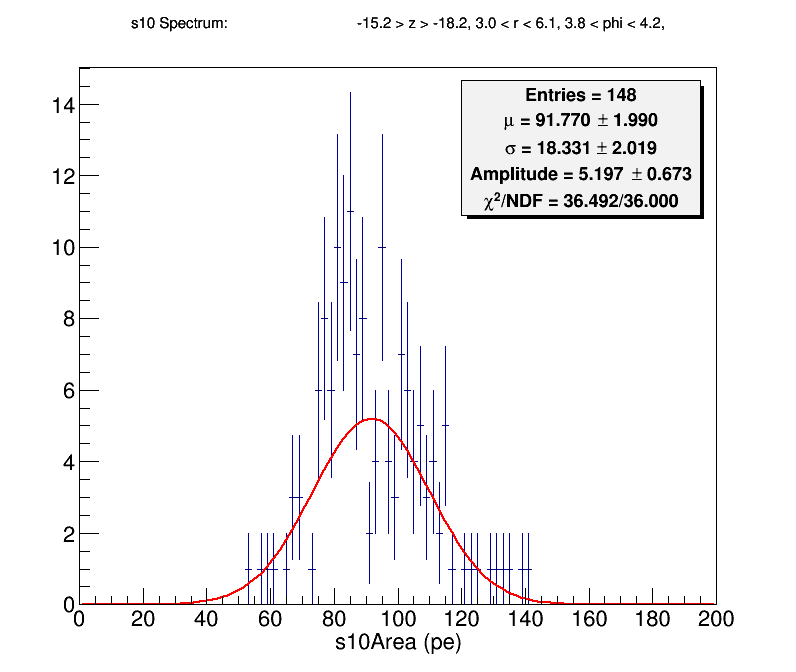 s10 Spectrum: -15.2 > z > -18.2, 3.0 < r < 6.1, 3.8 < phi < 4.2,
Entries = 148
μ = 91.770 ± 1.990
σ = 18.331 ± 2.019
Amplitude = 5.197 ± 0.673
χ²/NDF = 36.492/36.000
14
12
10
8
6
4
2
0
0 20 40 60 80 100 120 140 160 180 200
s10Area (pe)